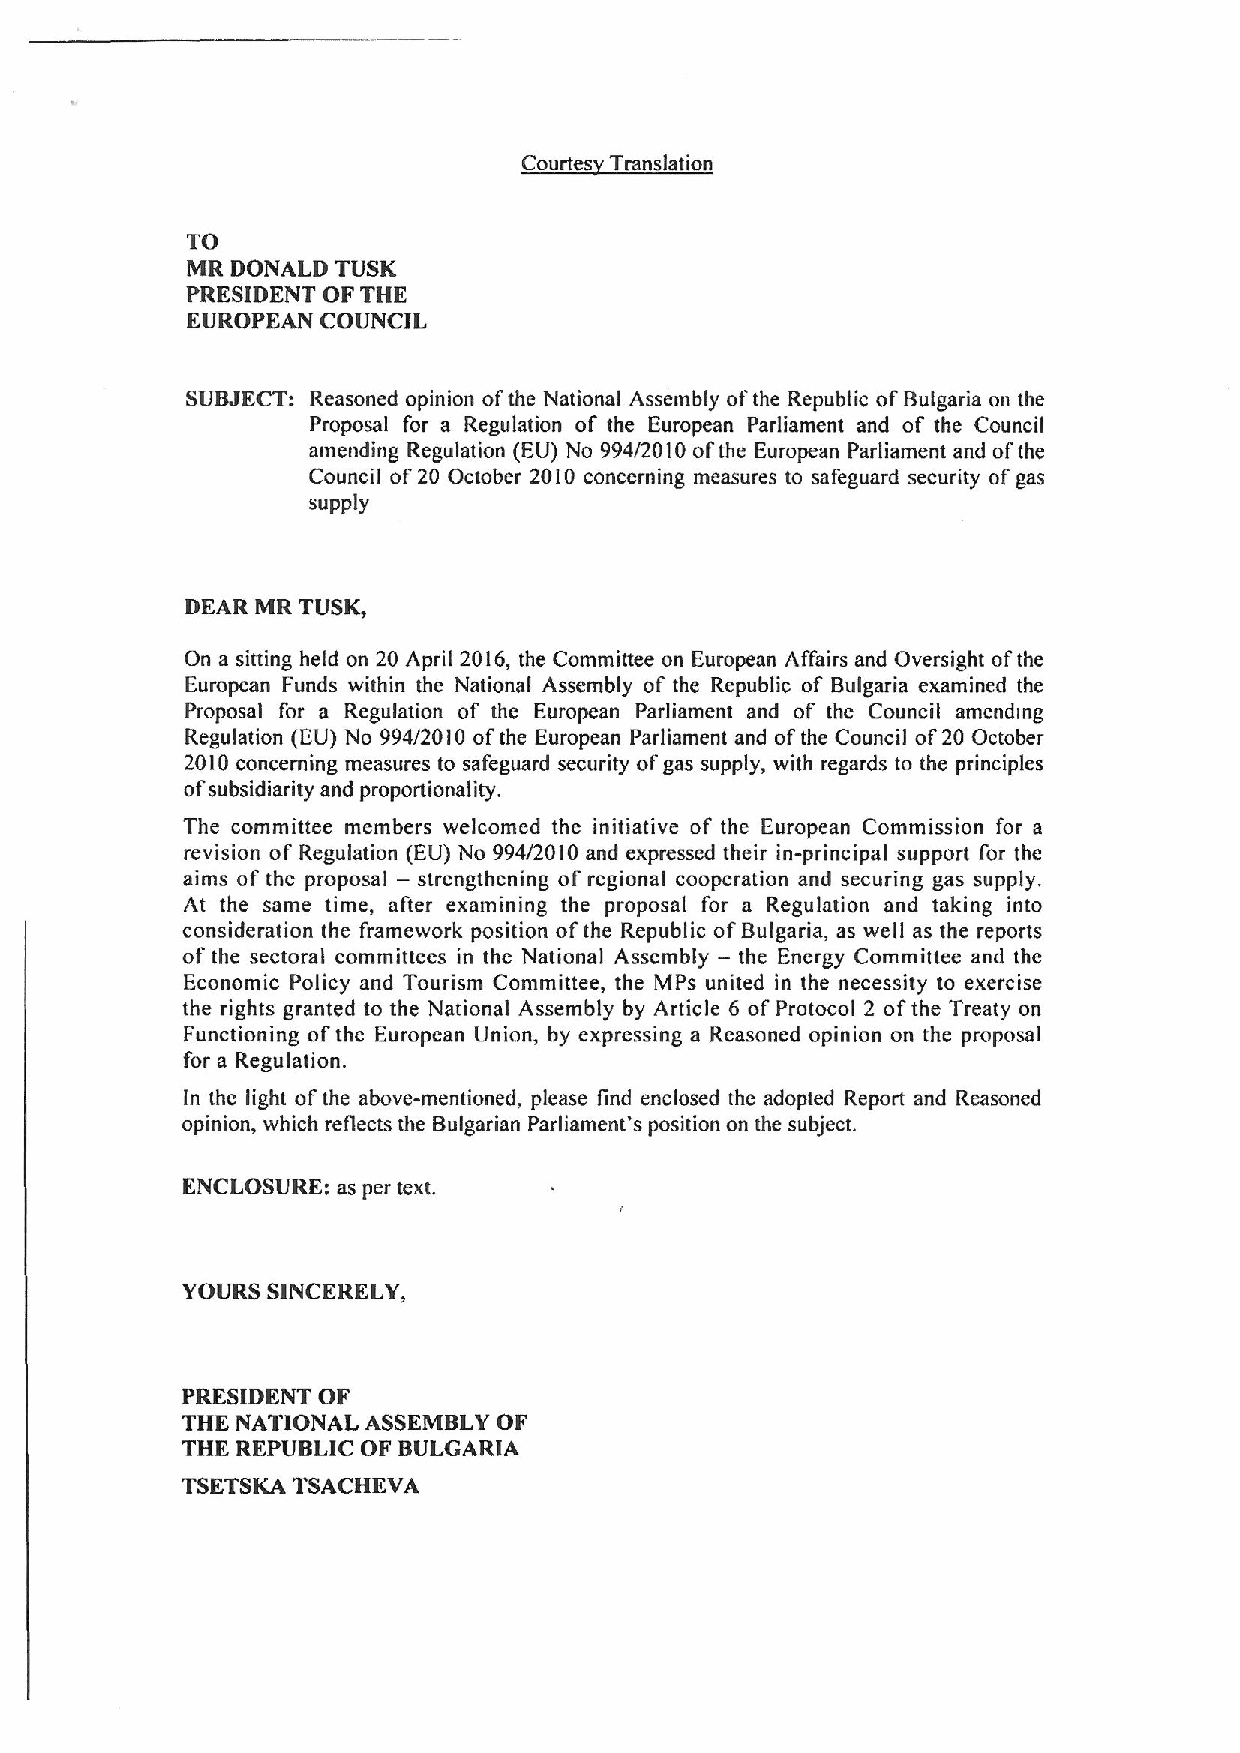 Courtesy Translation
TO
MR DONALD TUSK
PRESIDENT OF THE
EUROPEAN COUNCIL
SUBJECT: Reasoned opinion of the National Assembly of the Republic of Bulgaria on the
Proposal for a Regulation of the European Parliament and of the Council
amending Regulation (EU) No 994/2010 of the European Parliament and of the
Council of 20 October 2010 concerning measures to safeguard security of gas
supply
DEAR MR TUSK,
On a sitting held on 20 April 2016, the Committee on European Affairs and Oversight of the
European Funds within the National Assembly of the Republic of Bulgaria examined the
Proposal for a Regulation of the European Parliament and of the Council amending
Regulation (EU) No 994/2010 of the European Parliament and of the Council of 20 October
2010 concerning measures to safeguard security of gas supply, with regards to the principles
of subsidiarity and proportionality.
The committee members welcomed the initiative of the European Commission for a
revision of Regulation (EU) No 994/2010 and expressed their in-principal support for the
aims of the proposal – strengthening of regional cooperation and securing gas supply.
At the same time, after examining the proposal for a Regulation and taking into
consideration the framework position of the Republic of Bulgaria, as well as the reports
of the sectoral committees in the National Assembly – the Energy Committee and the
Economic Policy and Tourism Committee, the MPs united in the necessity to exercise
the rights granted to the National Assembly by Article 6 of Protocol 2 of the Treaty on
Functioning of the European Union, by expressing a Reasoned opinion on the proposal
for a Regulation.
In the light of the above-mentioned, please find enclosed the adopted Report and Reasoned
opinion, which reflects the Bulgarian Parliament's position on the subject.
ENCLOSURE: as per text.
YOURS SINCERELY,
PRESIDENT OF
THE NATIONAL ASSEMBLY OF
THE REPUBLIC OF BULGARIA
TSETSKA TSACHEVA